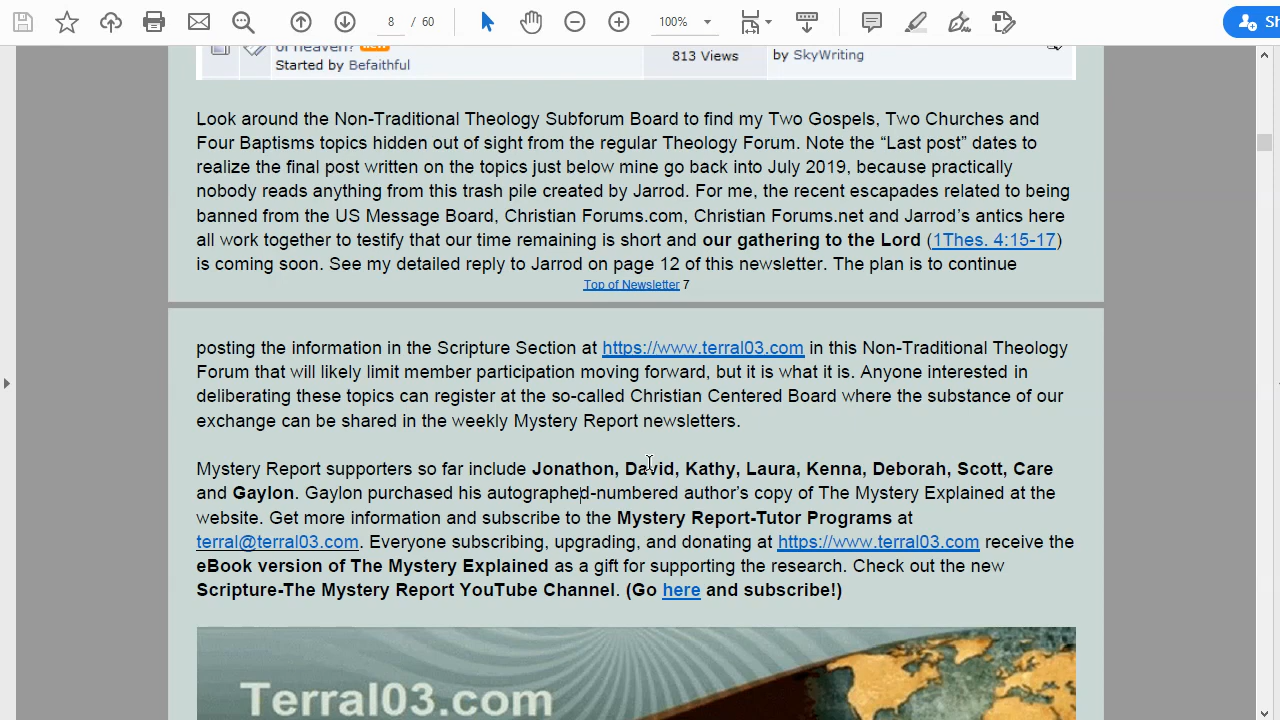 8 / 60
100%
Sh
of heaven? NEW
Started by Befaithful
813 Views
by SkyWriting
Look around the Non-Traditional Theology Subforum Board to find my Two Gospels, Two Churches and
Four Baptisms topics hidden out of sight from the regular Theology Forum. Note the “Last post” dates to
realize the final post written on the topics just below mine go back into July 2019, because practically
nobody reads anything from this trash pile created by Jarrod. For me, the recent escapades related to being
banned from the US Message Board, Christian Forums.com, Christian Forums.net and Jarrod’s antics here
all work together to testify that our time remaining is short and our gathering to the Lord (1Thes. 4:15-17)
is coming soon. See my detailed reply to Jarrod on page 12 of this newsletter. The plan is to continue
Top of Newsletter 7
posting the information in the Scripture Section at https://www.terral03.com in this Non-Traditional Theology
Forum that will likely limit member participation moving forward, but it is what it is. Anyone interested in
deliberating these topics can register at the so-called Christian Centered Board where the substance of our
exchange can be shared in the weekly Mystery Report newsletters.
Mystery Report supporters so far include Jonathon, David, Kathy, Laura, Kenna, Deborah, Scott, Care
and Gaylon. Gaylon purchased his autographed-numbered author’s copy of The Mystery Explained at the
website. Get more information and subscribe to the Mystery Report-Tutor Programs at
terral@terral03.com. Everyone subscribing, upgrading, and donating at https://www.terral03.com receive the
eBook version of The Mystery Explained as a gift for supporting the research. Check out the new
Scripture-The Mystery Report YouTube Channel. (Go here and subscribe!)
Terral03.com